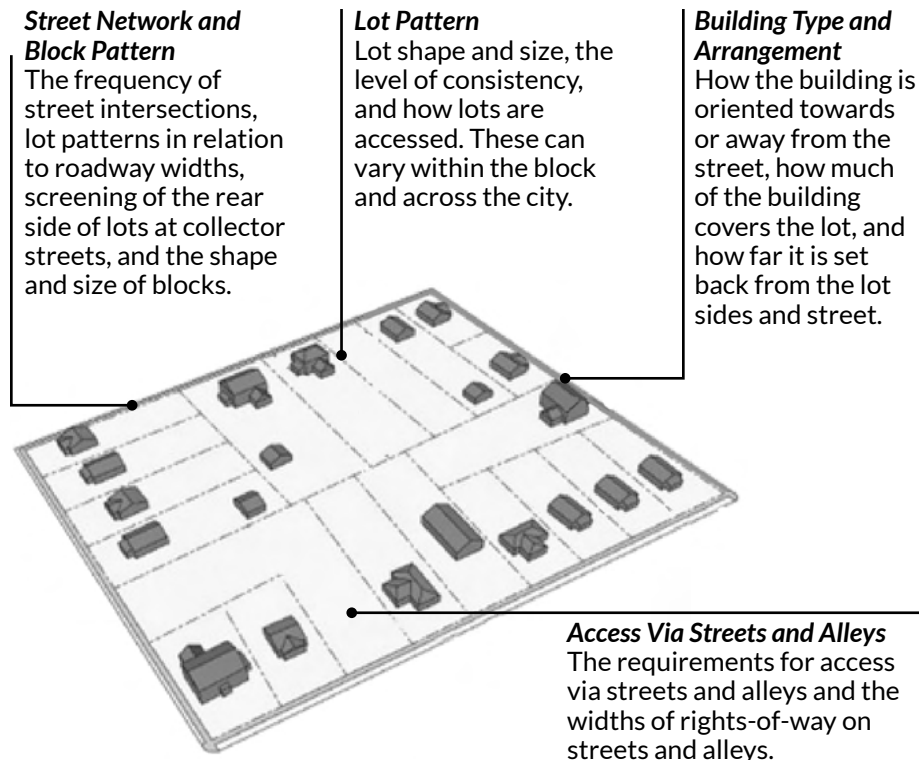 Street Network and
Block Pattern
The frequency of
street intersections,
lot patterns in relation
to roadway widths,
screening of the rear
side of lots at collector
streets, and the shape
and size of blocks.
Lot Pattern
Lot shape and size, the
level of consistency,
and how lots are
accessed. These can
vary within the block
and across the city.
Building Type and
Arrangement
How the building is
oriented towards
or away from the
street, how much
of the building
covers the lot, and
how far it is set
back from the lot
sides and street.
Access Via Streets and Alleys
The requirements for access
via streets and alleys and the
widths of rights-of-way on
streets and alleys.